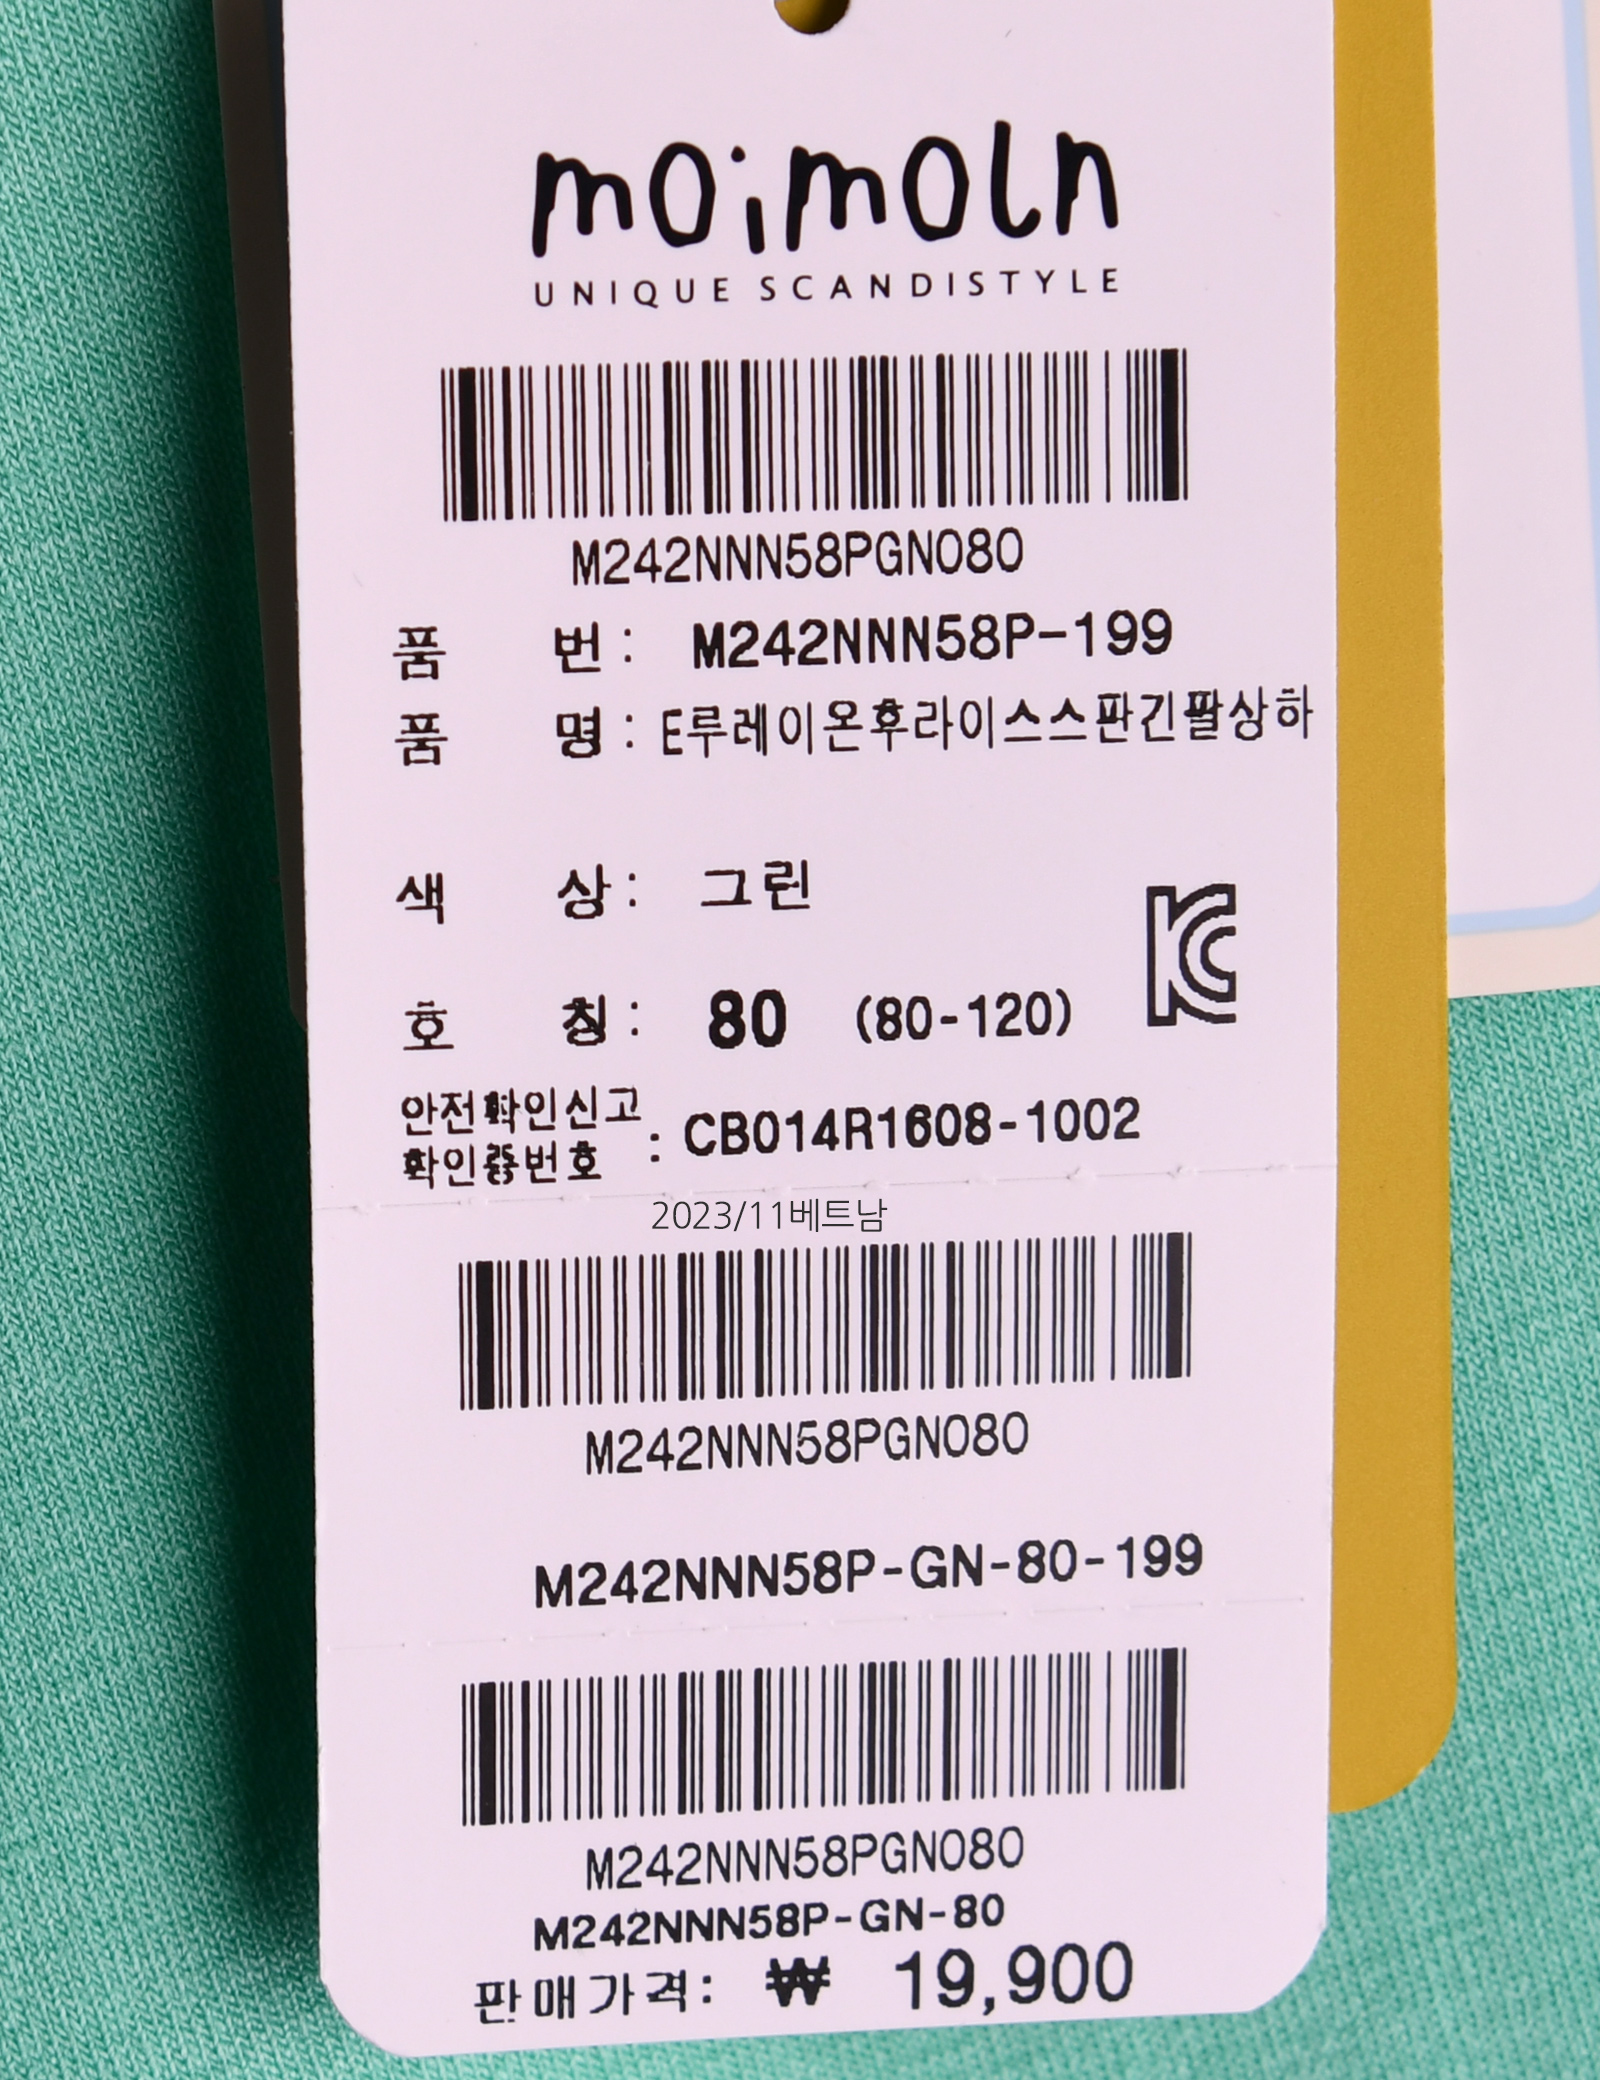 moimoln
UNIQUE SCANDISTYLE
M242NNN58PGN080
품 번 : M242NNN58P-199
품 명 : E루레이온후라이스스판긴팔상하
색 상 : 그린
호 칭 : 80 (80-120)
안전확인신고
확인증번호 : CB014R1608-1002
2023/11베트남
M242NNN58PGN080
M242NNN58P-GN-80-199
M242NNN58PGN080
M242NNN58P-GN-80
판매가격: ₩ 19,900